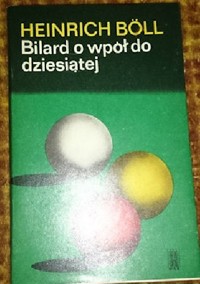 HEINRICH BÖLL
Bilard o wpół do
dziesiątej